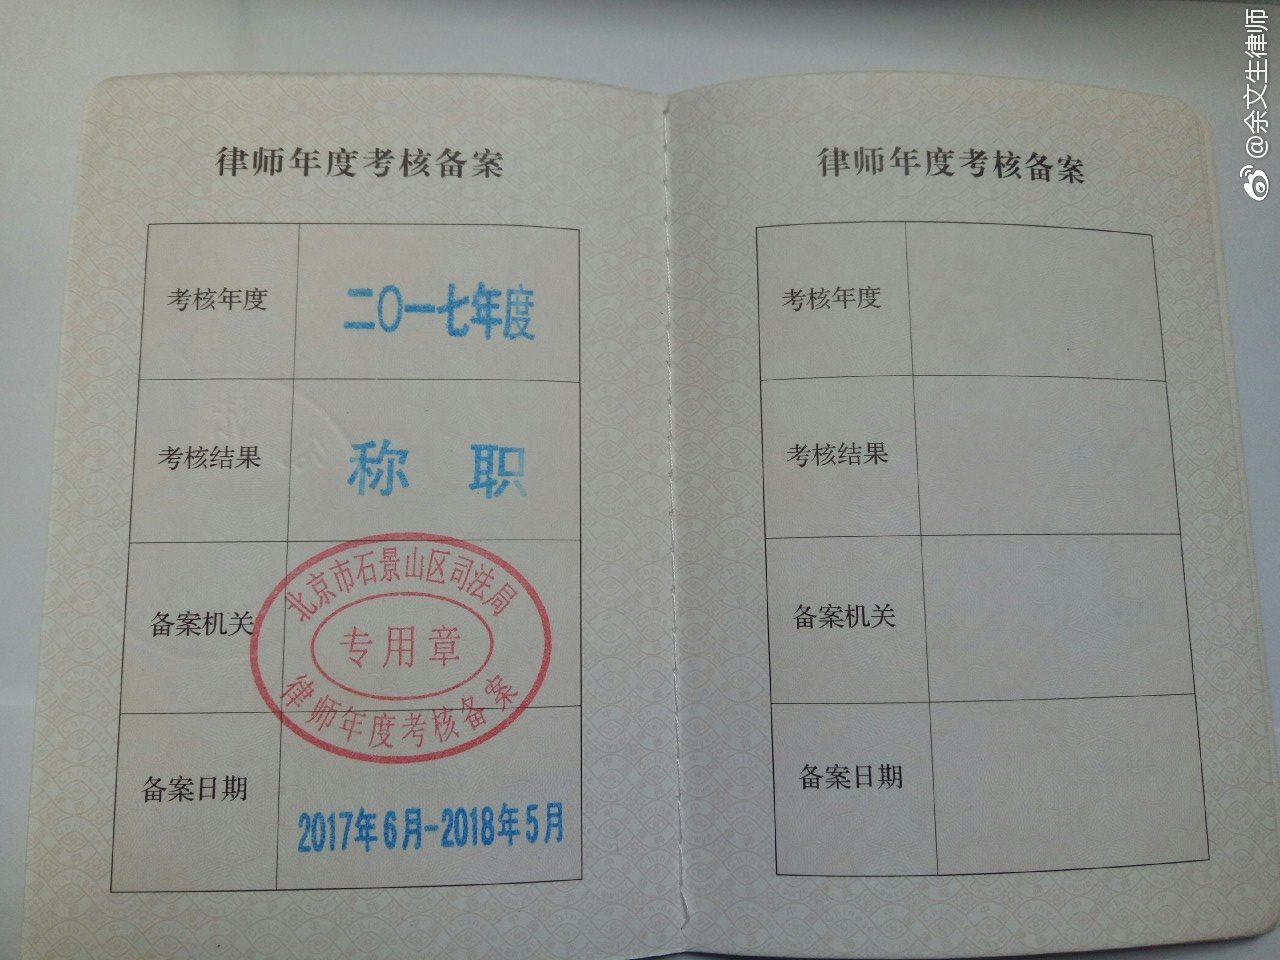 律师年度考核备案
考核年度
二〇一七年度
考核结果
称 职
备案机关
北京市石景山区司法局
专用章
律师年度考核备案
备案日期
2017年6月-2018年5月
律师年度考核备案
考核年度
考核结果
备案机关
备案日期
@余文生律师